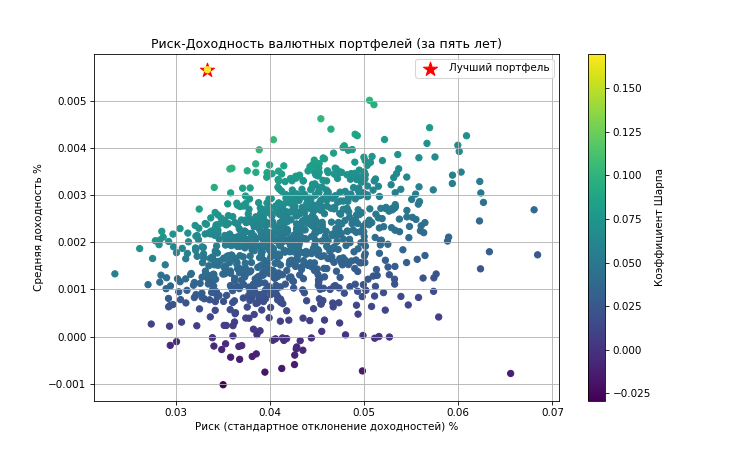 Риск-Доходность валютных портфелей (за пять лет)
Лучший портфель
Средняя доходность %
0.005
0.004
0.003
0.002
0.001
0.000
−0.001
0.03 0.04 0.05 0.06 0.07
Риск (стандартное отклонение доходностей) %
0.150
0.125
0.100
0.075
0.050
0.025
0.000
−0.025
Коэффициент Шарпа